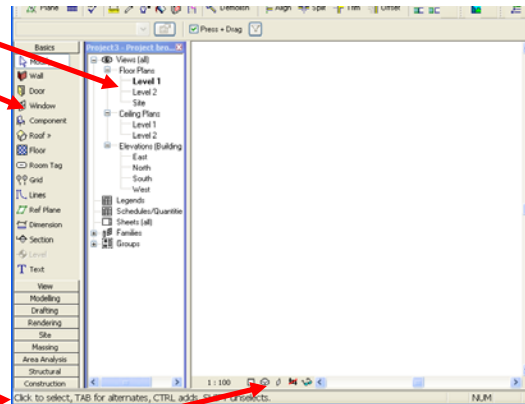 Plane Demolish Align Split Trim Offset
Press + Drag
Basics
Project3 - Project bro...
Modify
Wall
Door
Window
Component
Roof »
Floor
Room Tag
Grid
Lines
Ref Plane
Dimension
Section
Level
Text
View
Modelling
Drafting
Rendering
Site
Massing
Area Analysis
Structural
Construction
Views (all)
Floor Plans
Level 1
Level 2
Site
Ceiling Plans
Level 1
Level 2
Elevations (Building
East
North
South
West
Legends
Schedules/Quantitie
Sheets (all)
Families
Groups
1 : 100
Click to select, TAB for alternates, CTRL adds, SHIFT unselects.
NUM